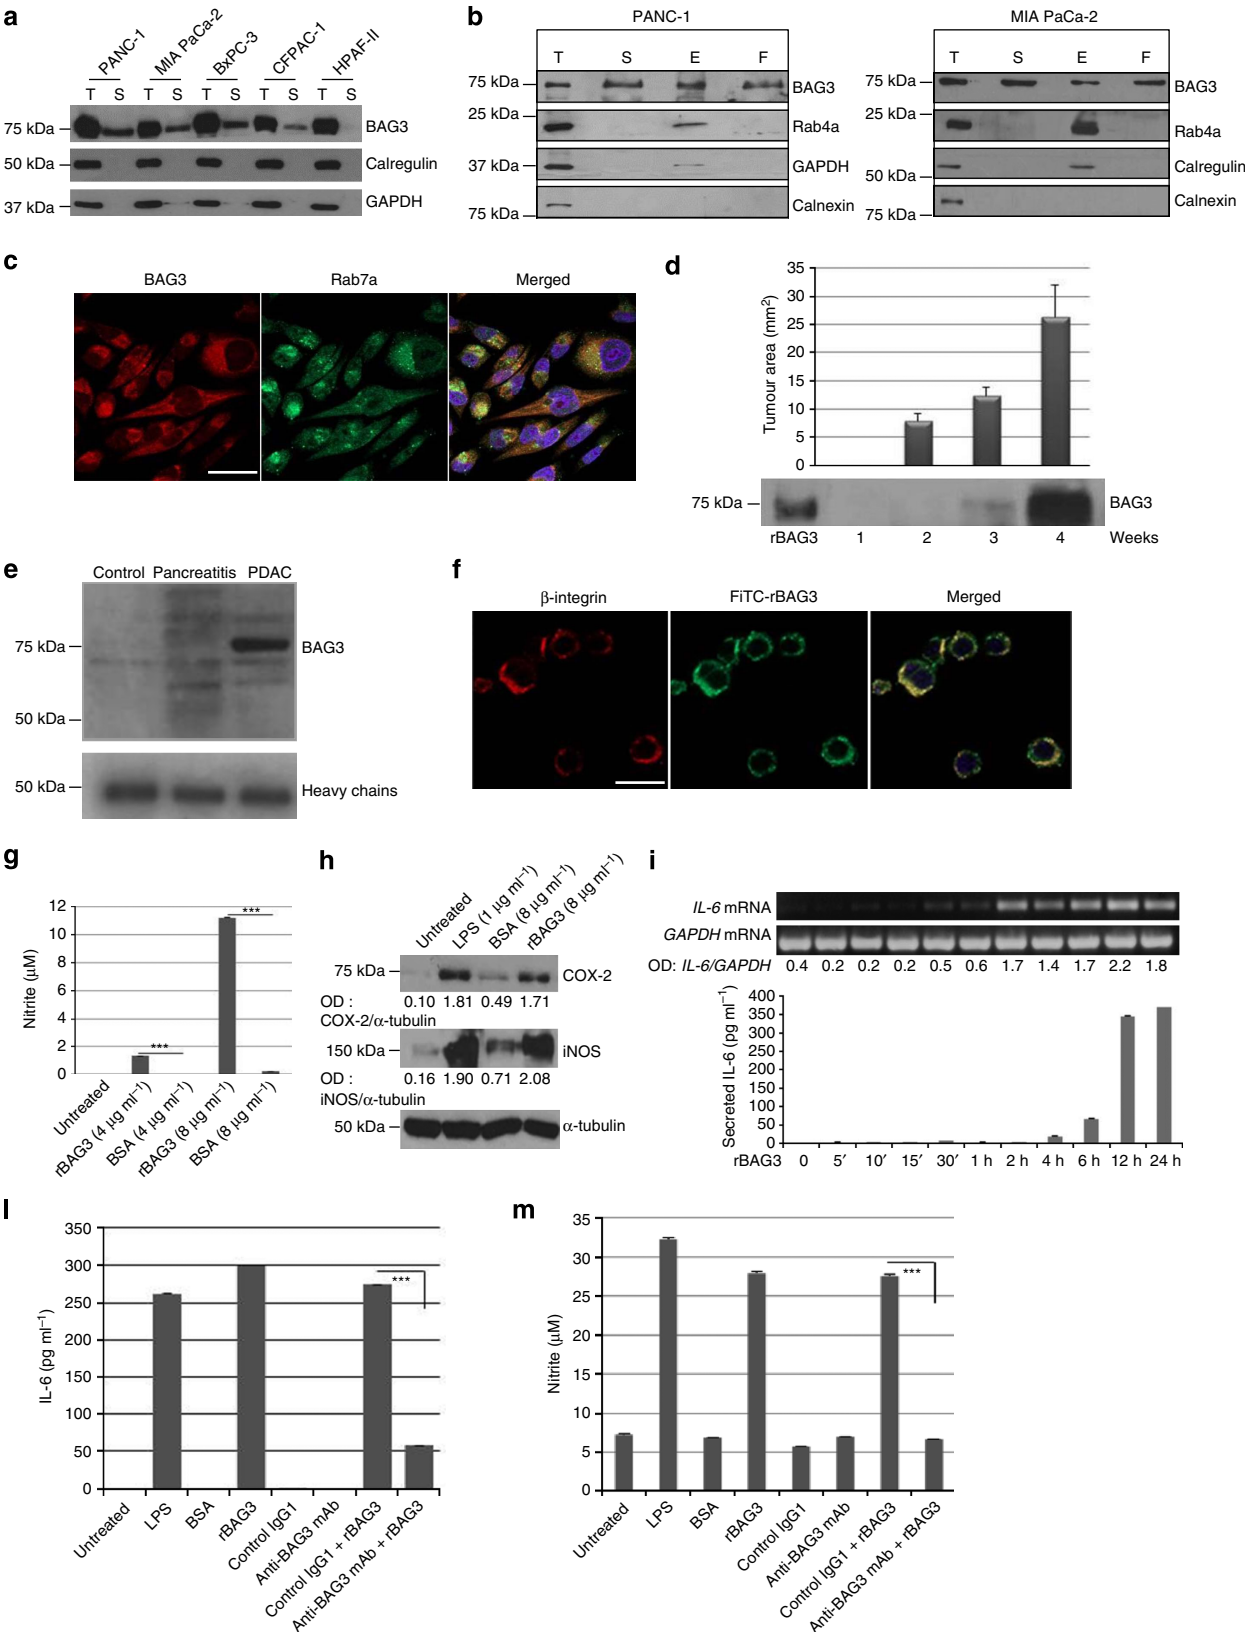 a
PANC-1 MIA PaCa-2 BxPC-3 CFPAC-1 HPAF-II
T S T S T S T S T S
75 kDa BAG3
50 kDa Calregulin
37 kDa GAPDH
b
PANC-1
T S E F
75 kDa BAG3
25 kDa Rab4a
37 kDa GAPDH
75 kDa Calnexin
MIA PaCa-2
T S E F
75 kDa BAG3
25 kDa Rab4a
50 kDa Calregulin
75 kDa Calnexin
c
BAG3 Rab7a Merged
d
Tumour area (mm²)
35
30
25
20
15
10
5
0
75 kDa BAG3
rBAG3 1 2 3 4 Weeks
e
Control Pancreatitis PDAC
75 kDa BAG3
50 kDa
50 kDa Heavy chains
f
β-integrin FiTC-rBAG3 Merged
g
Nitrite (μM)
12
10
8
6
4
2
0
***
***
Untreated
rBAG3 (4 μg ml⁻¹)
BSA (4 μg ml⁻¹)
rBAG3 (8 μg ml⁻¹)
BSA (8 μg ml⁻¹)
h
Untreated
LPS (1 μg ml⁻¹)
BSA (8 μg ml⁻¹)
rBAG3 (8 μg ml⁻¹)
75 kDa COX-2
OD : 0.10 1.81 0.49 1.71
COX-2/α-tubulin
150 kDa iNOS
OD : 0.16 1.90 0.71 2.08
iNOS/α-tubulin
50 kDa α-tubulin
i
IL-6 mRNA
GAPDH mRNA
OD: IL-6/GAPDH 0.4 0.2 0.2 0.2 0.5 0.6 1.7 1.4 1.7 2.2 1.8
Secreted IL-6 (pg ml⁻¹)
400
350
300
250
200
150
100
50
0
rBAG3 0 5′ 10′ 15′ 30′ 1 h 2 h 4 h 6 h 12 h 24 h
l
IL-6 (pg ml⁻¹)
350
300
250
200
150
100
50
0
***
Untreated
LPS
BSA
rBAG3
Control IgG1
Anti-BAG3 mAb
Control IgG1 + rBAG3
Anti-BAG3 mAb + rBAG3
m
Nitrite (μM)
35
30
25
20
15
10
5
0
***
Untreated
LPS
BSA
rBAG3
Control IgG1
Anti-BAG3 mAb
Control IgG1 + rBAG3
Anti-BAG3 mAb + rBAG3